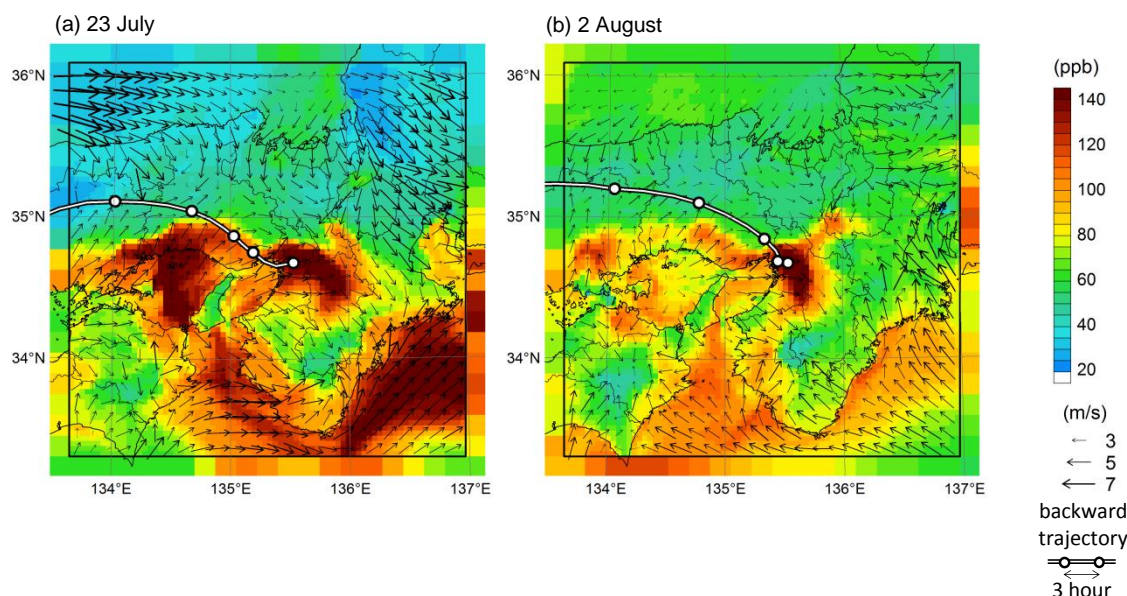 (a) 23 July
(b) 2 August
36°N
35°N
34°N
134°E
135°E
136°E
137°E
36°N
35°N
34°N
134°E
135°E
136°E
137°E
(ppb)
140
120
100
80
60
40
20
(m/s)
3
5
7
backward
trajectory
3 hour